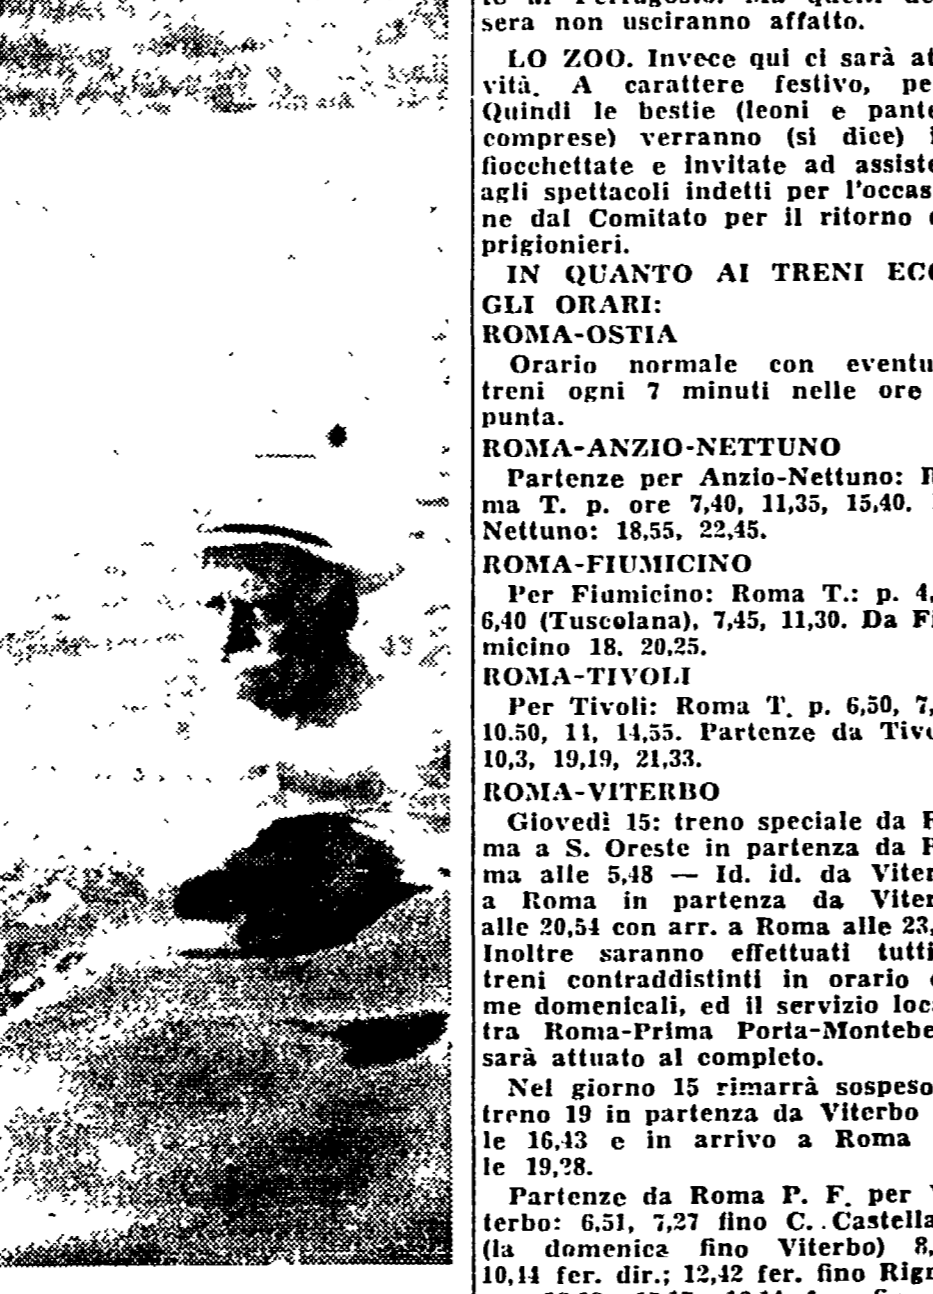 sera non usciranno affatto.
LO ZOO. Invece qui ci sarà at
vità. A carattere festivo, pe
Quindi le bestie (leoni e pante
comprese) verranno (si dice) i
fiocchettate e invitate ad assiste
agli spettacoli indetti per l'occas
ne dal Comitato per il ritorno
prigionieri.
IN QUANTO AI TRENI ECC
GLI ORARI:
ROMA-OSTIA
Orario normale con eventu
treni ogni 7 minuti nelle ore
punta.
ROMA-ANZIO-NETTUNO
Partenze per Anzio-Nettuno: R
ma T. p. ore 7,40, 11,35, 15,40.
Nettuno: 18,55, 22,45.
ROMA-FIUMICINO
Per Fiumicino: Roma T.: p. 4,
6,40 (Tuscolana), 7,45, 11,30. Da Fi
micino 18. 20,25.
ROMA-TIVOLI
Per Tivoli: Roma T. p. 6,50, 7,
10.50, 11, 14,55. Partenze da Tivo
10,3, 19,19, 21,33.
ROMA-VITERBO
Giovedì 15: treno speciale da R
ma a S. Oreste in partenza da R
ma alle 5,48 — Id. id. da Viter
a Roma in partenza da Viter
alle 20,54 con arr. a Roma alle 23,
Inoltre saranno effettuati tutti
treni contraddistinti in orario c
me domenicali, ed il servizio loca
tra Roma-Prima Porta-Montebe
sarà attuato al completo.
Nel giorno 15 rimarrà sospeso
treno 19 in partenza da Viterbo
le 16,43 e in arrivo a Roma
le 19,28.
Partenze da Roma P. F. per V
terbo: 6,51, 7,27 fino C. Castella
(la domenica fino Viterbo) 8,
10,14 fer. dir.; 12,42 fer. fino Rign